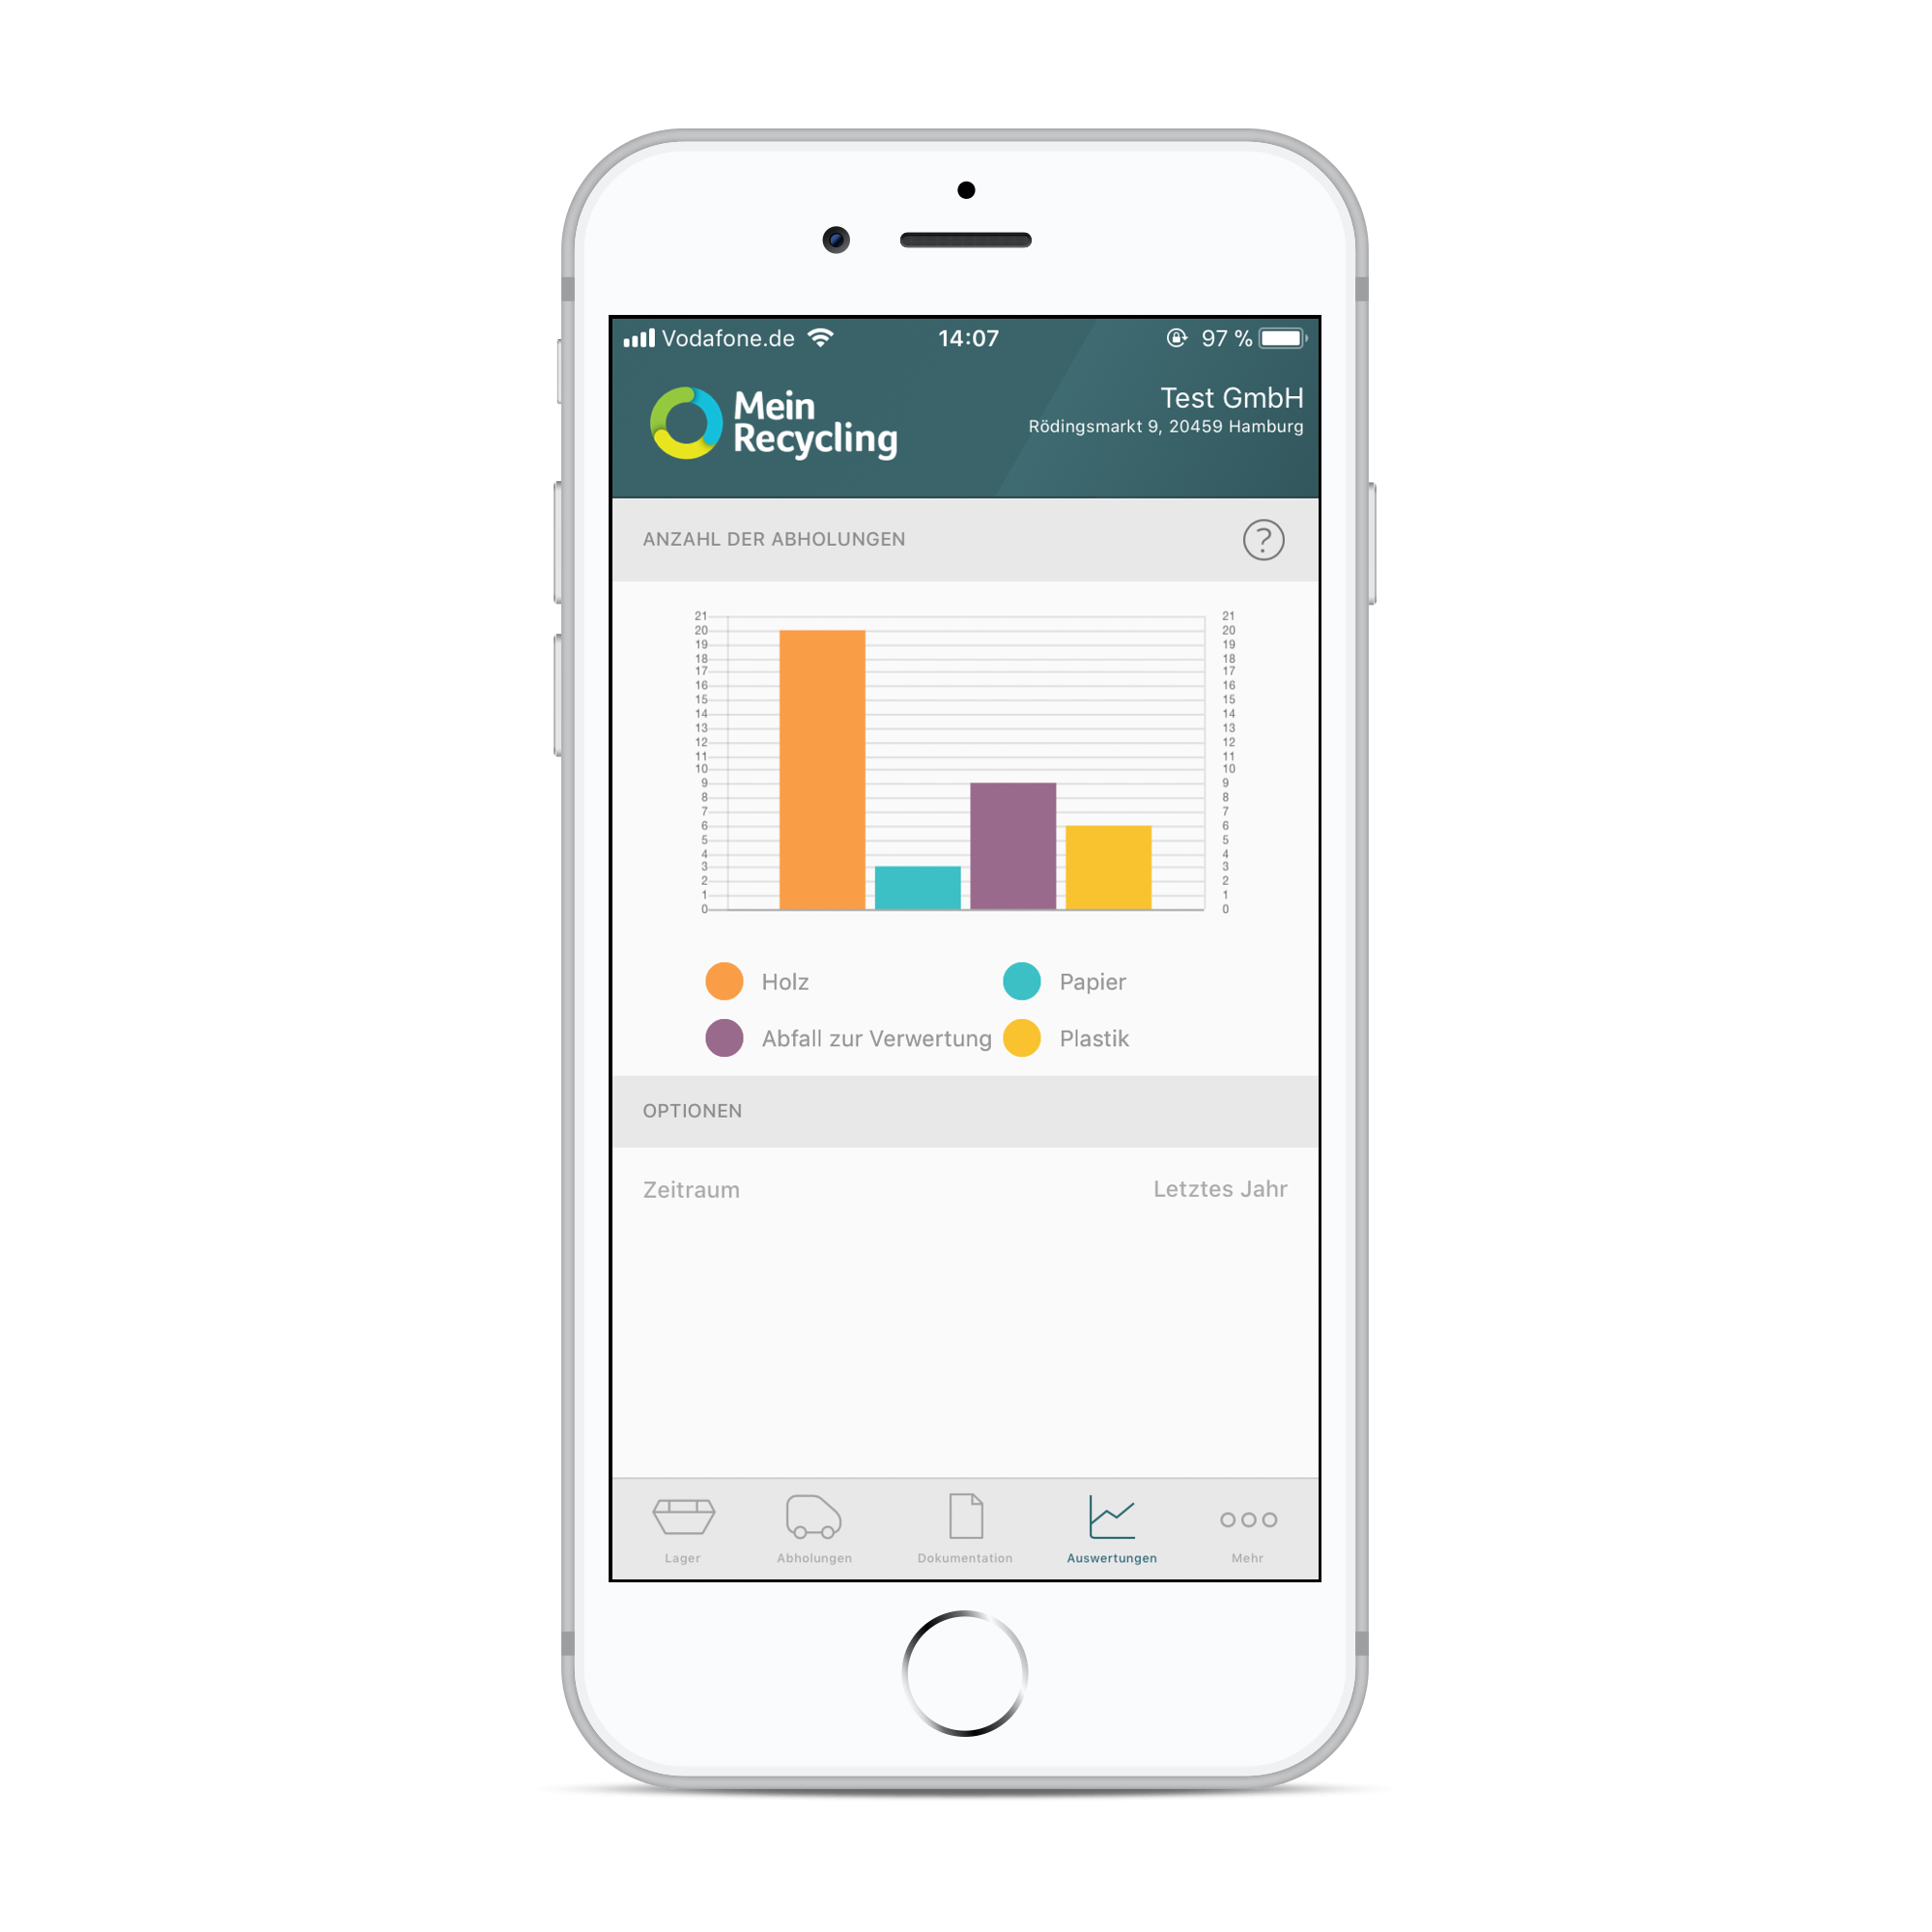 Vodafone.de 14:07 97 %
Mein
Recycling
Test GmbH
Rödingsmarkt 9, 20459 Hamburg
ANZAHL DER ABHOLUNGEN ?
21 21
20 20
19 19
18 18
17 17
16 16
15 15
14 14
13 13
12 12
11 11
10 10
9 9
8 8
7 7
6 6
5 5
4 4
3 3
2 2
1 1
0 0
Holz Papier
Abfall zur Verwertung Plastik
OPTIONEN
Zeitraum Letztes Jahr
Lager Abholungen Dokumentation Auswertungen Mehr